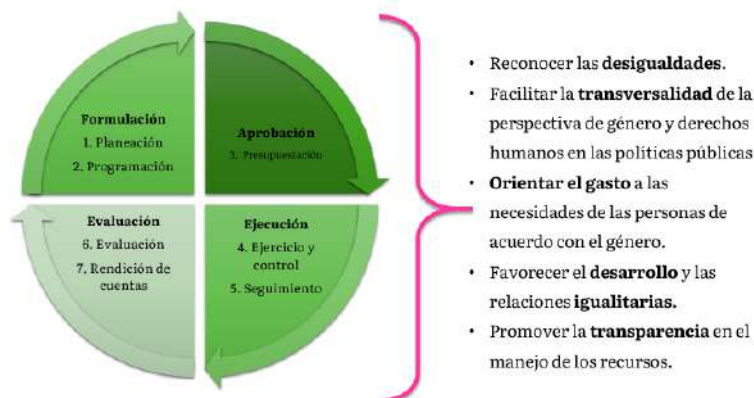 Formulación
1. Planeación
2. Programación
Aprobación
3. Presupuestación
Evaluación
6. Evaluación
7. Rendición de
cuentas
Ejecución
4. Ejercicio y
control
5. Seguimiento
• Reconocer las desigualdades.
• Facilitar la transversalidad de la
perspectiva de género y derechos
humanos en las políticas públicas
• Orientar el gasto a las
necesidades de las personas de
acuerdo con el género.
• Favorecer el desarrollo y las
relaciones igualitarias.
• Promover la transparencia en el
manejo de los recursos.